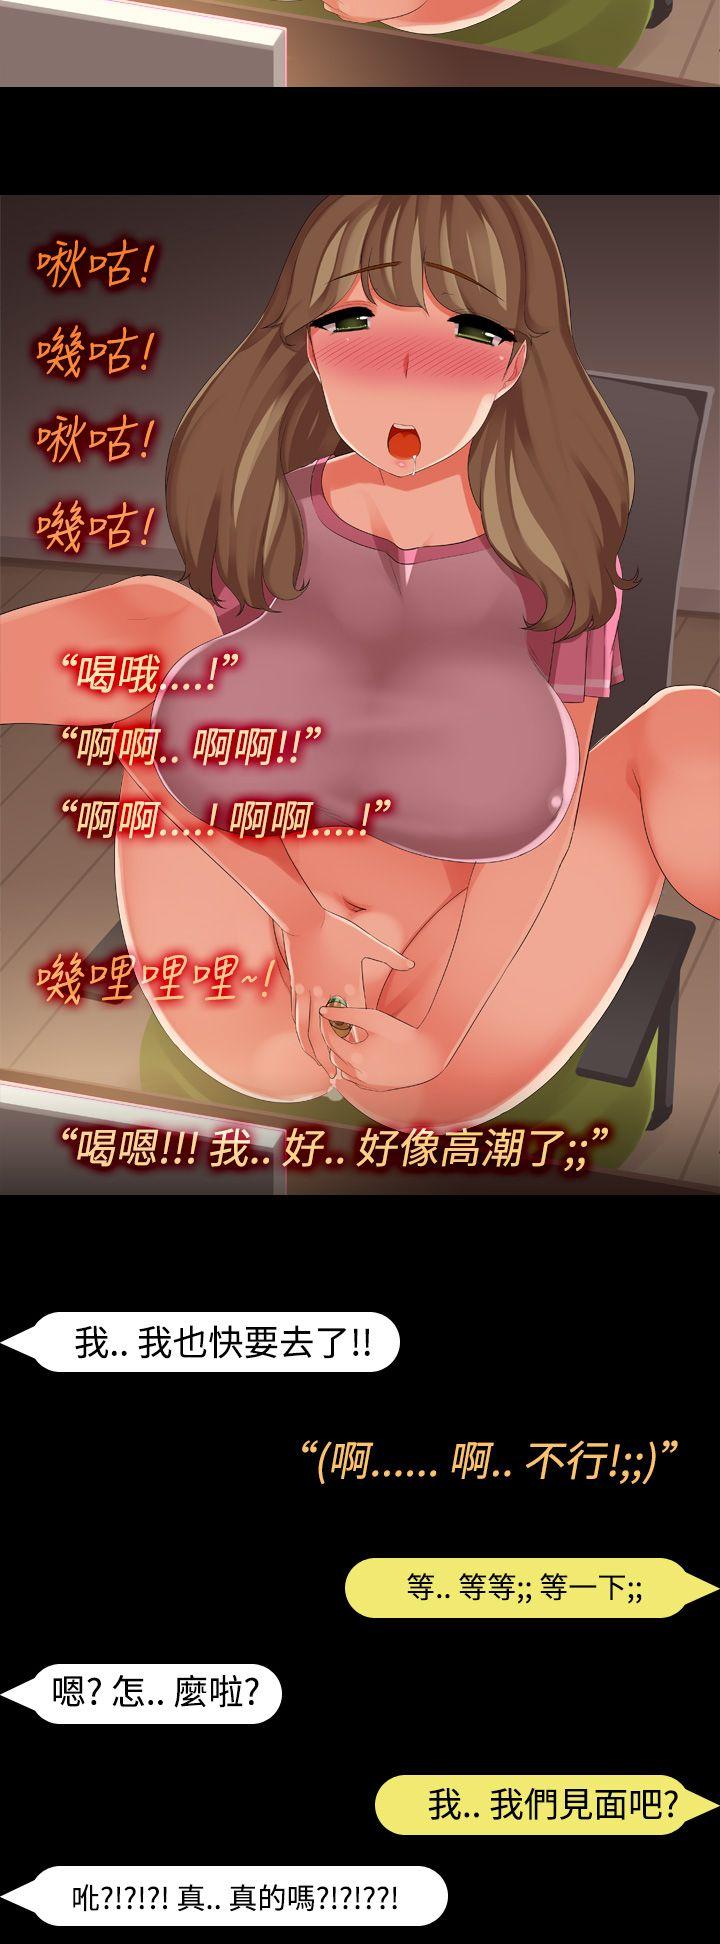 啾咕!
嘰咕!
啾咕!
嘰咕!
“喝哦....!”
“啊啊.. 啊啊!!”
“啊啊....! 啊啊....!”
嘰哩哩哩~!
“喝嗯!!! 我.. 好.. 好像高潮了;;”
我.. 我也快要去了!!
“(啊...... 啊.. 不行!;;)”
等.. 等等;; 等一下;;
嗯? 怎.. 麼啦?
我.. 我們見面吧?
吪?!?!?! 真.. 真的嗎?!?!??!